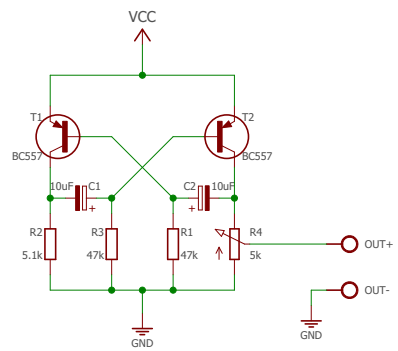 VCC
T1
T2
BC557
BC557
10uF C1
C2 10uF
+
+
R2
5.1k
R3
47k
R1
47k
R4
5k
OUT+
OUT-
GND
GND